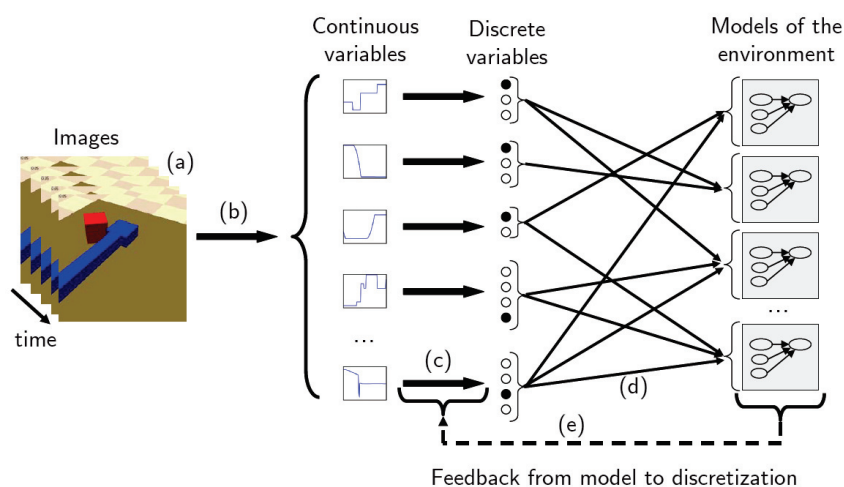 Continuous
variables
Discrete
variables
Models of the
environment
Images
(a)
(b)
time
...
...
(c)
(d)
(e)
Feedback from model to discretization